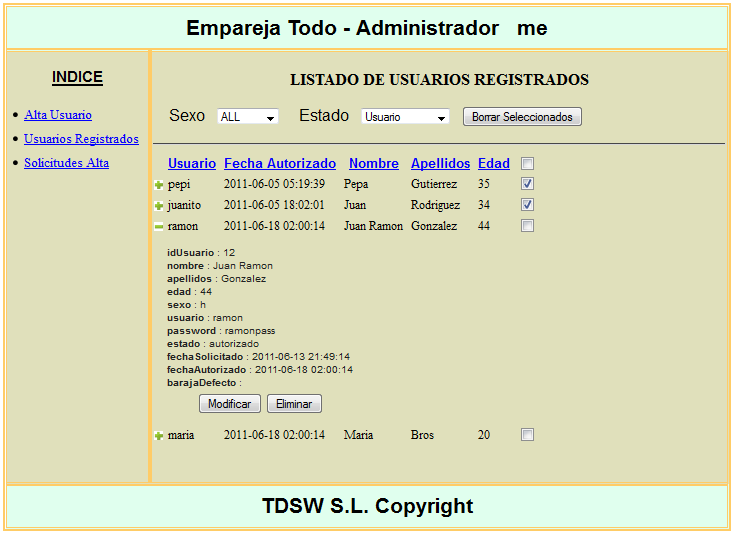 Empareja Todo - Administrador me
INDICE
Alta Usuario
Usuarios Registrados
Solicitudes Alta
LISTADO DE USUARIOS REGISTRADOS
Sexo ALL Estado Usuario Borrar Seleccionados
Usuario Fecha Autorizado Nombre Apellidos Edad
pepi 2011-06-05 05:19:39 Pepa Gutierrez 35
juanito 2011-06-05 18:02:01 Juan Rodriguez 34
ramon 2011-06-18 02:00:14 Juan Ramon Gonzalez 44
idUsuario : 12
nombre : Juan Ramon
apellidos : Gonzalez
edad : 44
sexo : h
usuario : ramon
password : ramonpass
estado : autorizado
fechaSolicitado : 2011-06-13 21:49:14
fechaAutorizado : 2011-06-18 02:00:14
barajaDefecto :
Modificar Eliminar
maria 2011-06-18 02:00:14 Maria Bros 20
TDSW S.L. Copyright